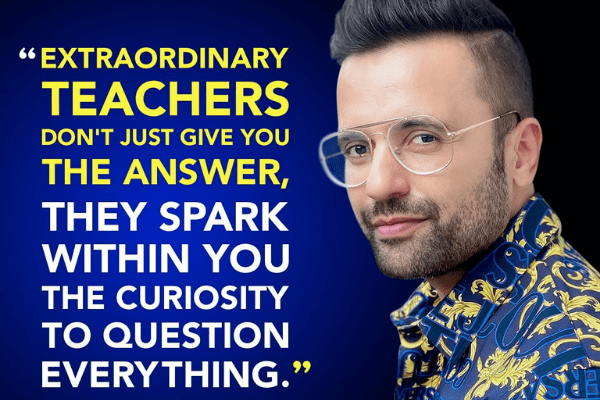 “EXTRAORDINARY
TEACHERS
DON'T JUST GIVE YOU
THE ANSWER,
THEY SPARK
WITHIN YOU
THE CURIOSITY
TO QUESTION
EVERYTHING.”